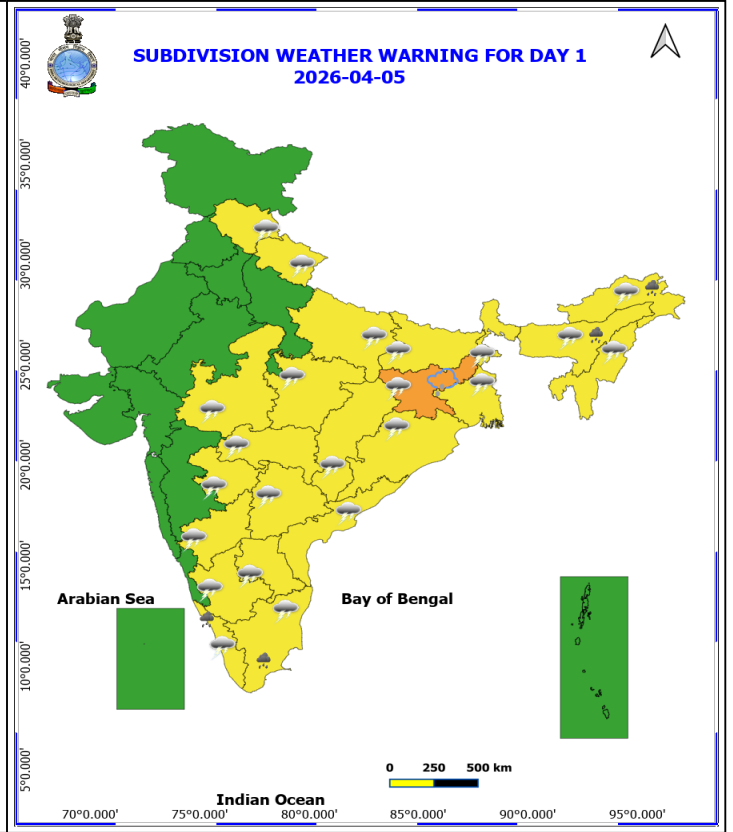 SUBDIVISION WEATHER WARNING FOR DAY 1
2026-04-05
40°0.000'
35°0.000'
30°0.000'
25°0.000'
20°0.000'
15°0.000'
10°0.000'
5°0.000'
Arabian Sea
Bay of Bengal
0 250 500 km
Indian Ocean
70°0.000' 75°0.000' 80°0.000' 85°0.000' 90°0.000' 95°0.000'